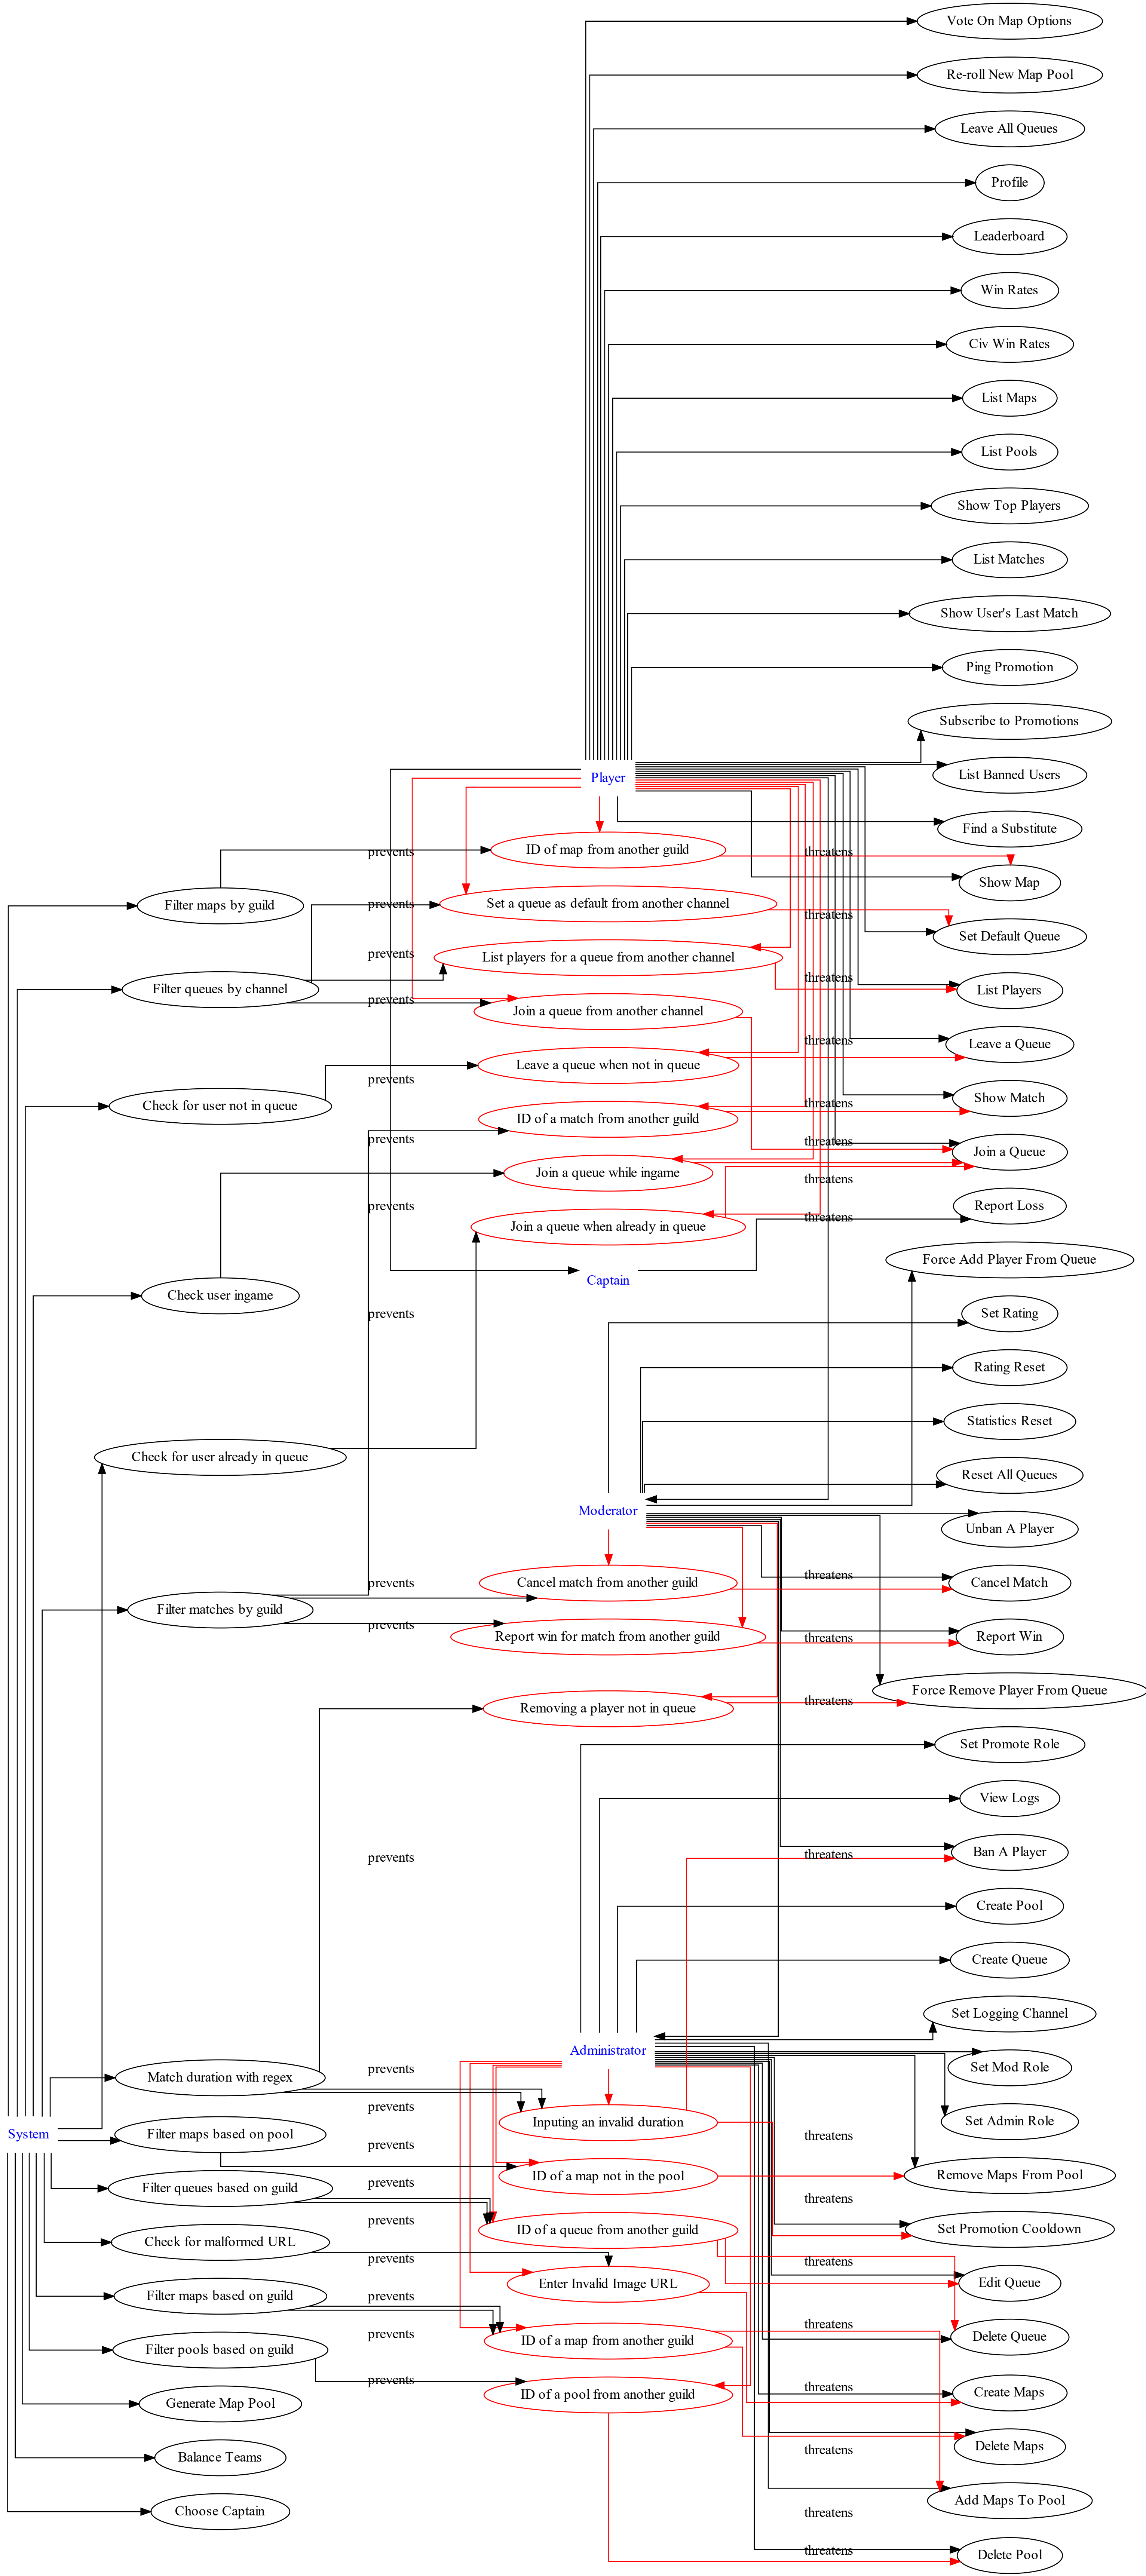 Vote On Map Options
Re-roll New Map Pool
Leave All Queues
Profile
Leaderboard
Win Rates
Civ Win Rates
List Maps
List Pools
Show Top Players
List Matches
Show User's Last Match
Ping Promotion
Subscribe to Promotions
Player
List Banned Users
Find a Substitute
prevents
ID of map from another guild
threatens
Show Map
Filter maps by guild
prevents
Set a queue as default from another channel
threatens
Set Default Queue
prevents
List players for a queue from another channel
threatens
Filter queues by channel
List Players
prevents
Join a queue from another channel
threatens
Leave a Queue
Leave a queue when not in queue
prevents
Show Match
Check for user not in queue
threatens
ID of a match from another guild
prevents
threatens
Join a Queue
Join a queue while ingame
threatens
prevents
Report Loss
Join a queue when already in queue
threatens
Force Add Player From Queue
Captain
Check user ingame
prevents
Set Rating
Rating Reset
Statistics Reset
Check for user already in queue
Reset All Queues
Moderator
Unban A Player
prevents
Cancel match from another guild
threatens
Cancel Match
Filter matches by guild
prevents
Report win for match from another guild
threatens
Report Win
Force Remove Player From Queue
Removing a player not in queue
threatens
Set Promote Role
View Logs
prevents
threatens
Ban A Player
Create Pool
Create Queue
Set Logging Channel
Administrator
Set Mod Role
prevents
Match duration with regex
prevents
Inputing an invalid duration
Set Admin Role
System
Filter maps based on pool
threatens
prevents
ID of a map not in the pool
Remove Maps From Pool
prevents
Filter queues based on guild
threatens
prevents
ID of a queue from another guild
Set Promotion Cooldown
Check for malformed URL
prevents
threatens
Enter Invalid Image URL
Edit Queue
Filter maps based on guild
prevents
threatens
prevents
ID of a map from another guild
Delete Queue
Filter pools based on guild
prevents
threatens
ID of a pool from another guild
Create Maps
Generate Map Pool
Delete Maps
threatens
Balance Teams
Add Maps To Pool
Choose Captain
threatens
threatens
Delete Pool